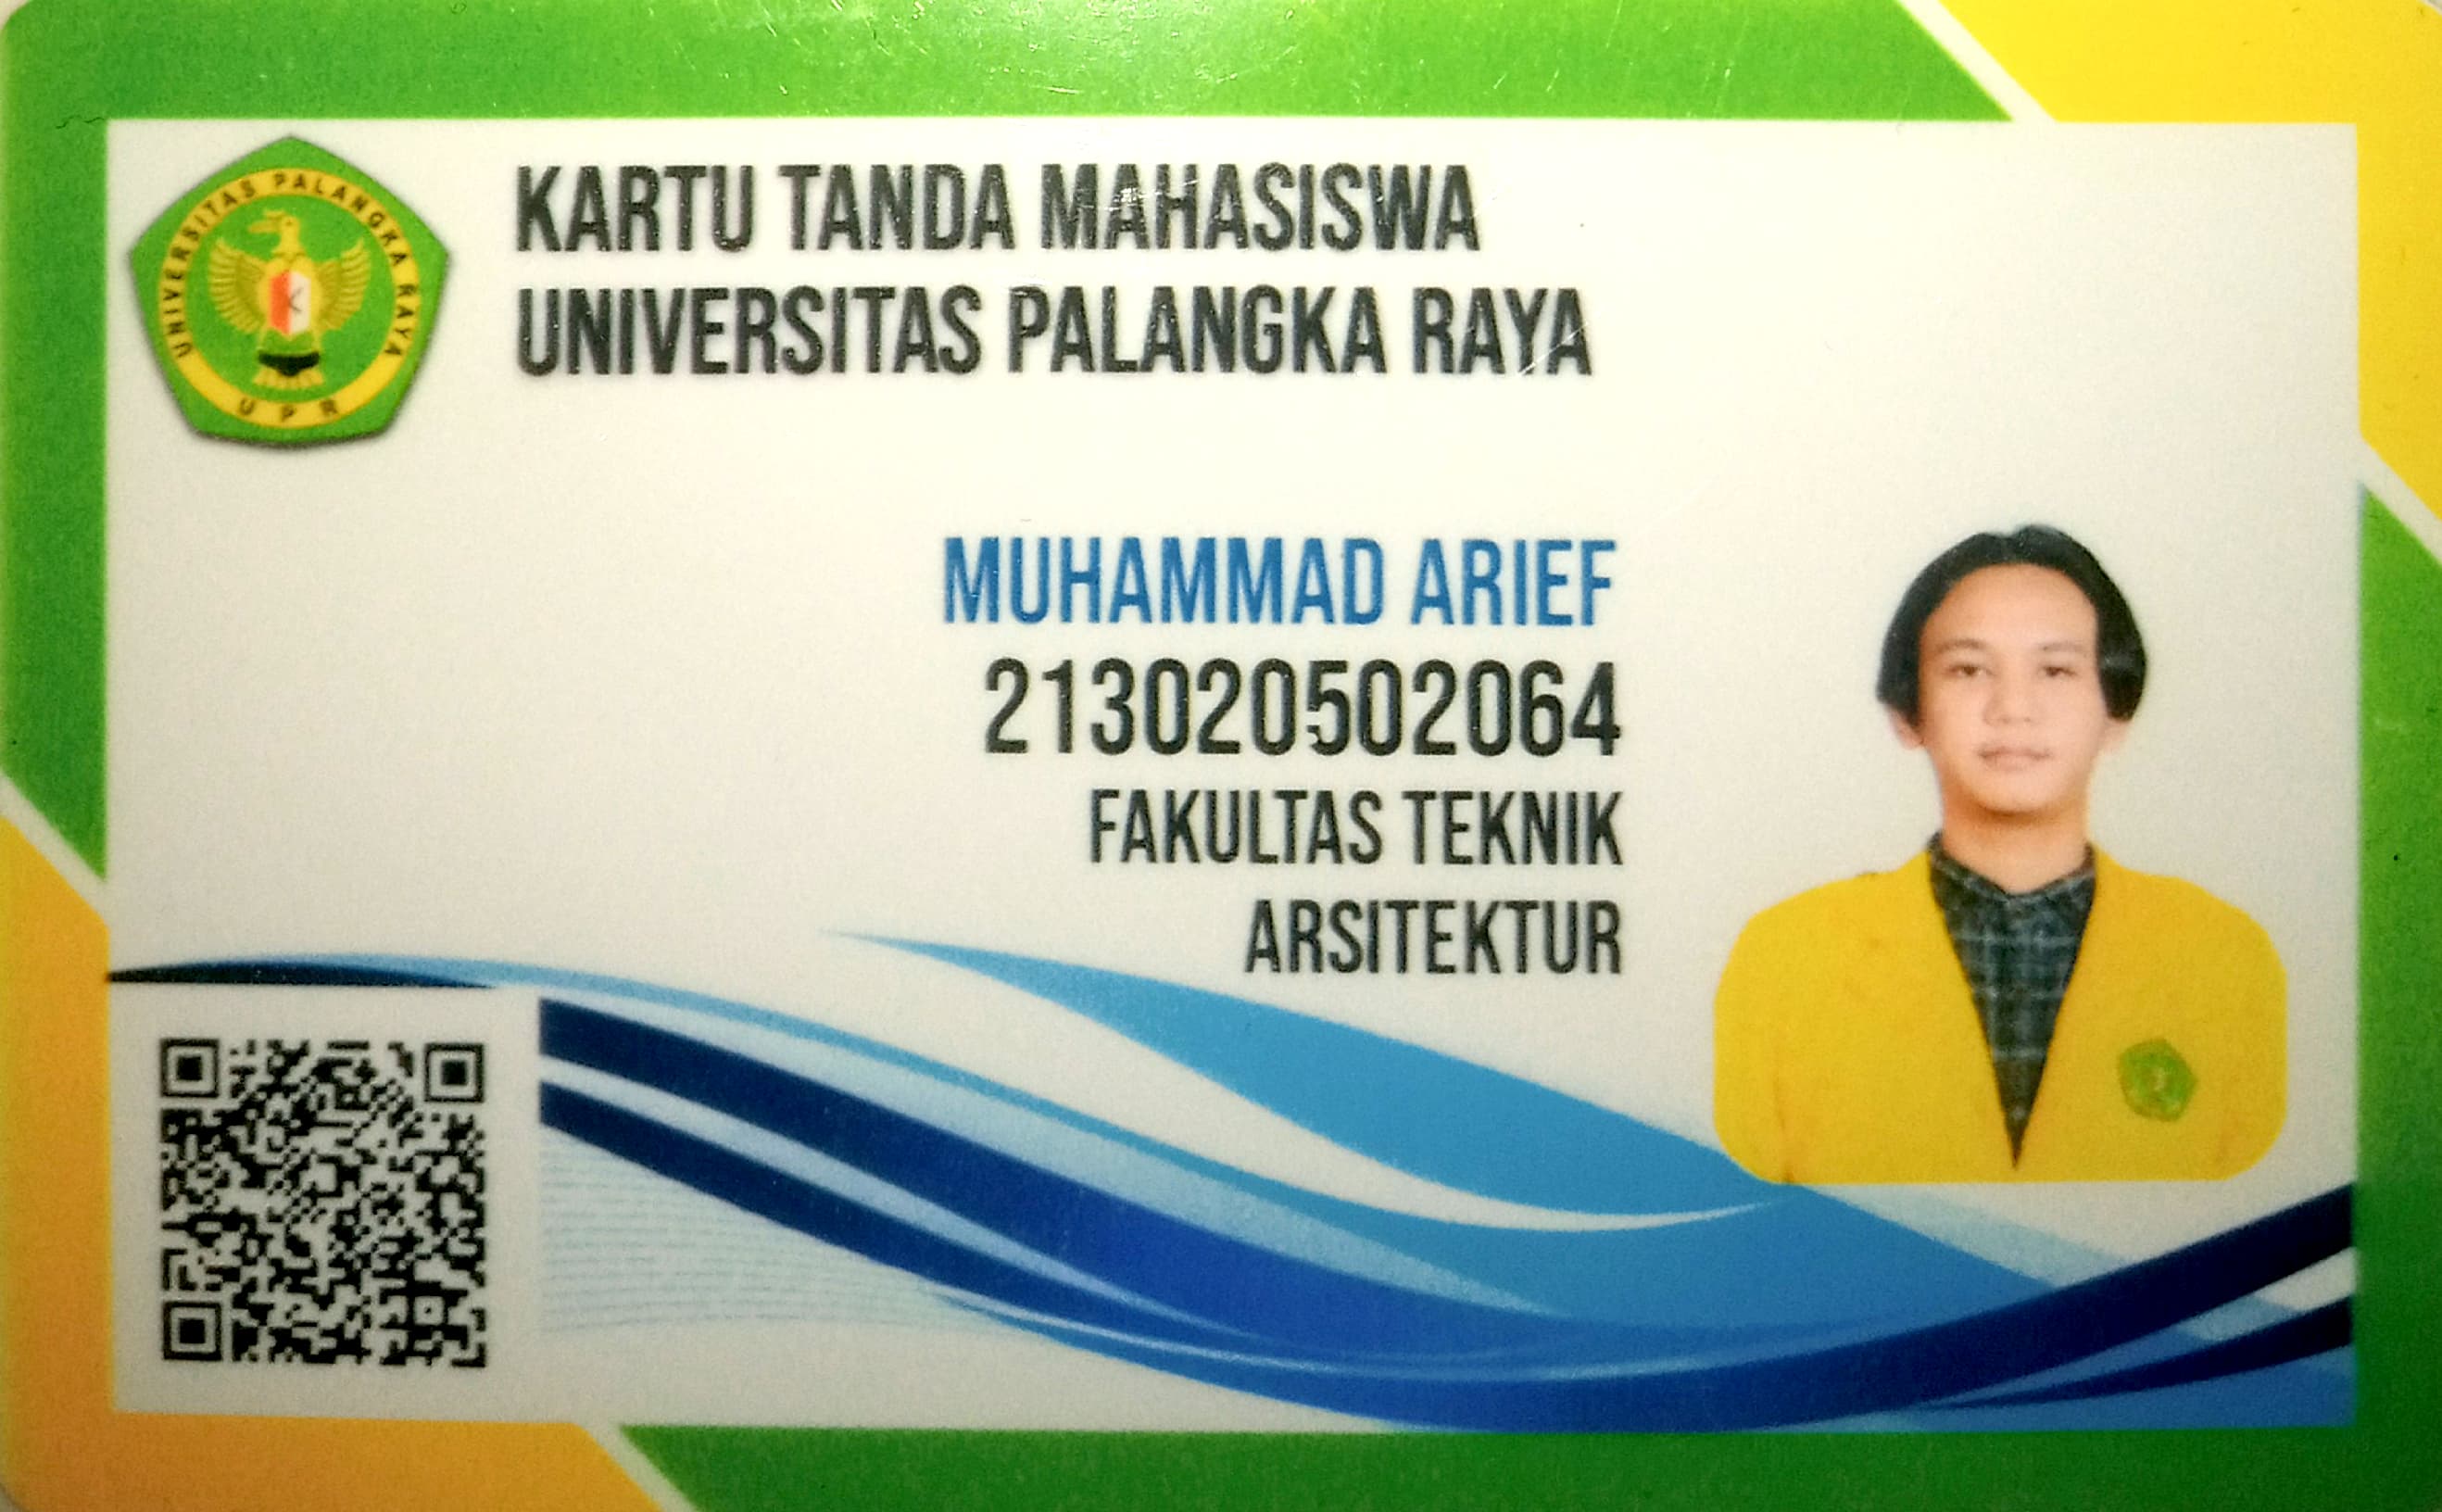 UNIVERSITAS PALANGKA RAYA
UPR
KARTU TANDA MAHASISWA
UNIVERSITAS PALANGKA RAYA
MUHAMMAD ARIEF
213020502064
FAKULTAS TEKNIK
ARSITEKTUR